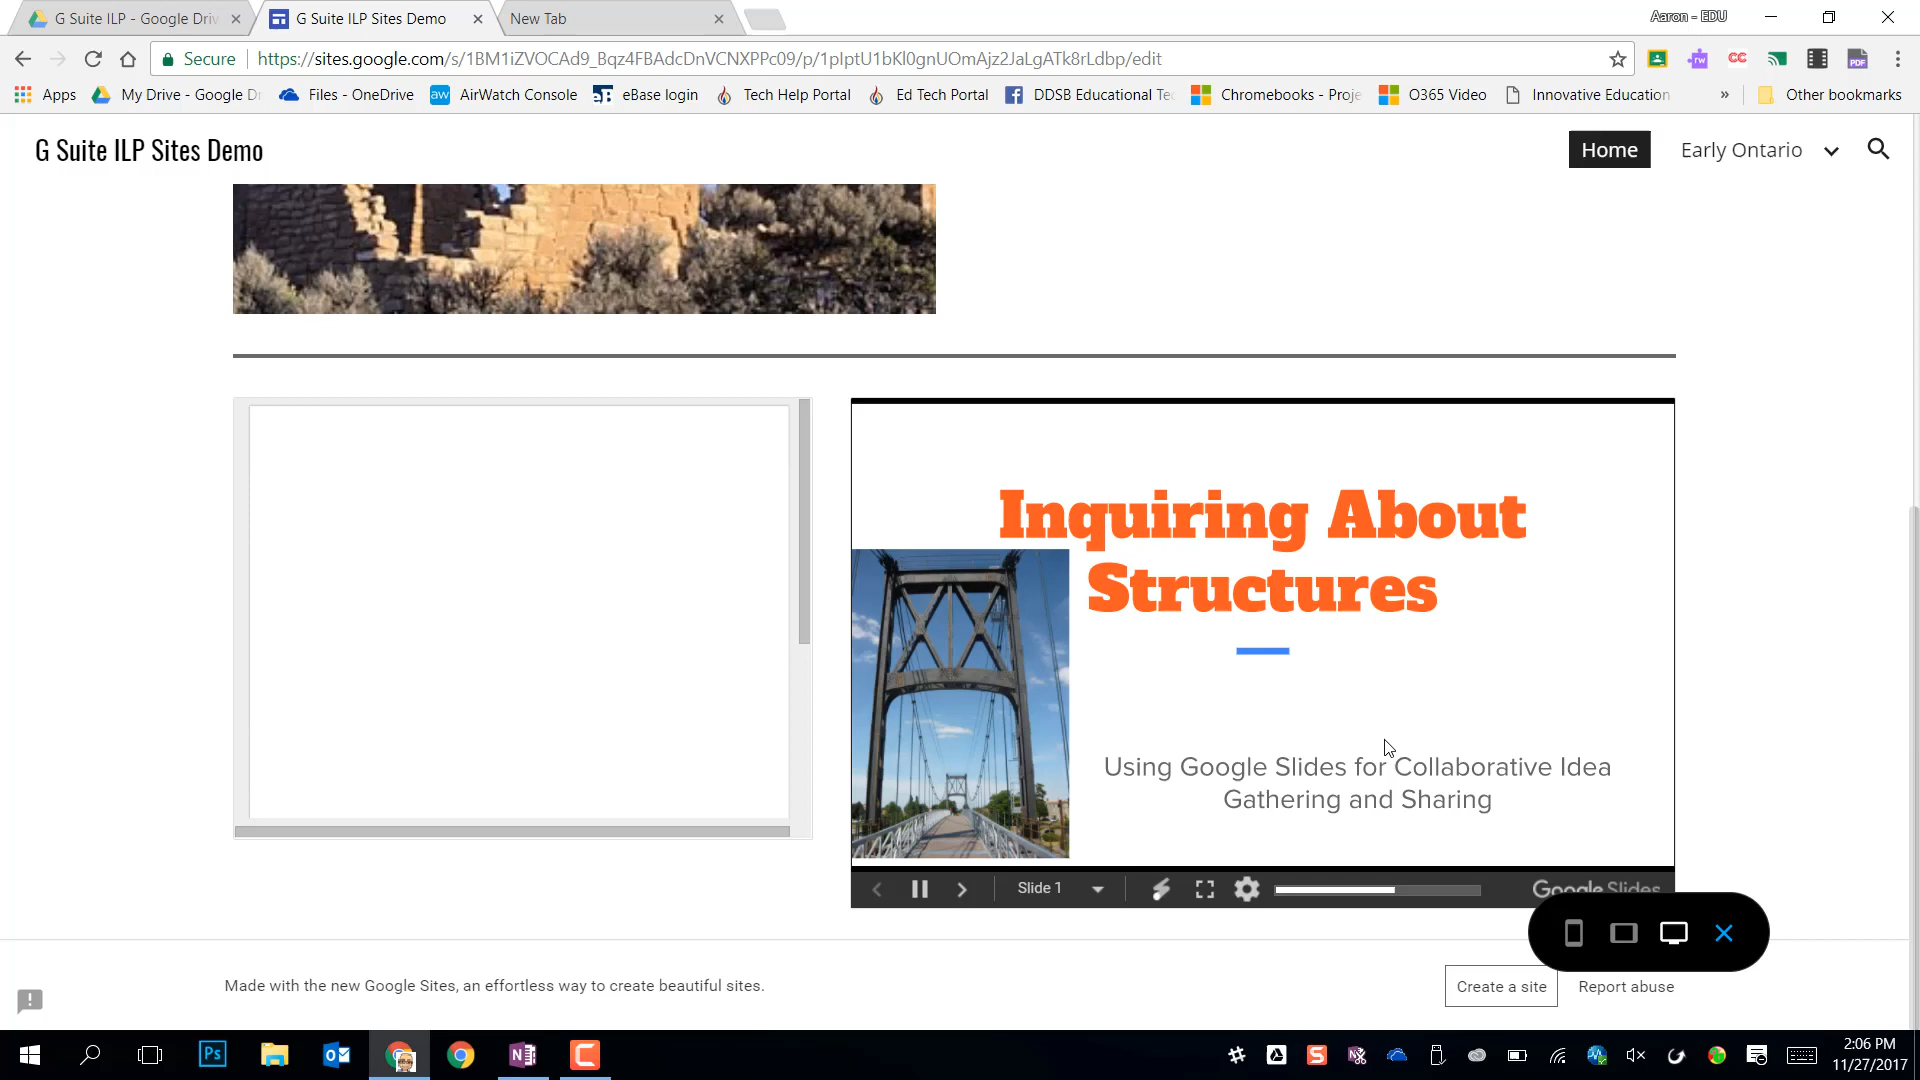 G Suite ILP - Google Driv
G Suite ILP Sites Demo
New Tab
Aaron - EDU
Secure
https://sites.google.com/s/1BM1iZVOCAd9_Bqz4FBAdcDnVCNXPPc09/p/1pIptU1bKl0gnUOmAjz2JaLgATk8rLdbp/edit
Apps
My Drive - Google Dr
Files - OneDrive
AirWatch Console
eBase login
Tech Help Portal
Ed Tech Portal
DDSB Educational Tec
Chromebooks - Proje
O365 Video
Innovative Education
»
Other bookmarks
G Suite ILP Sites Demo
Home
Early Ontario
Inquiring About
Structures
Using Google Slides for Collaborative Idea
Gathering and Sharing
Slide 1
Google Slides
Made with the new Google Sites, an effortless way to create beautiful sites.
Create a site
Report abuse
2:06 PM
11/27/2017